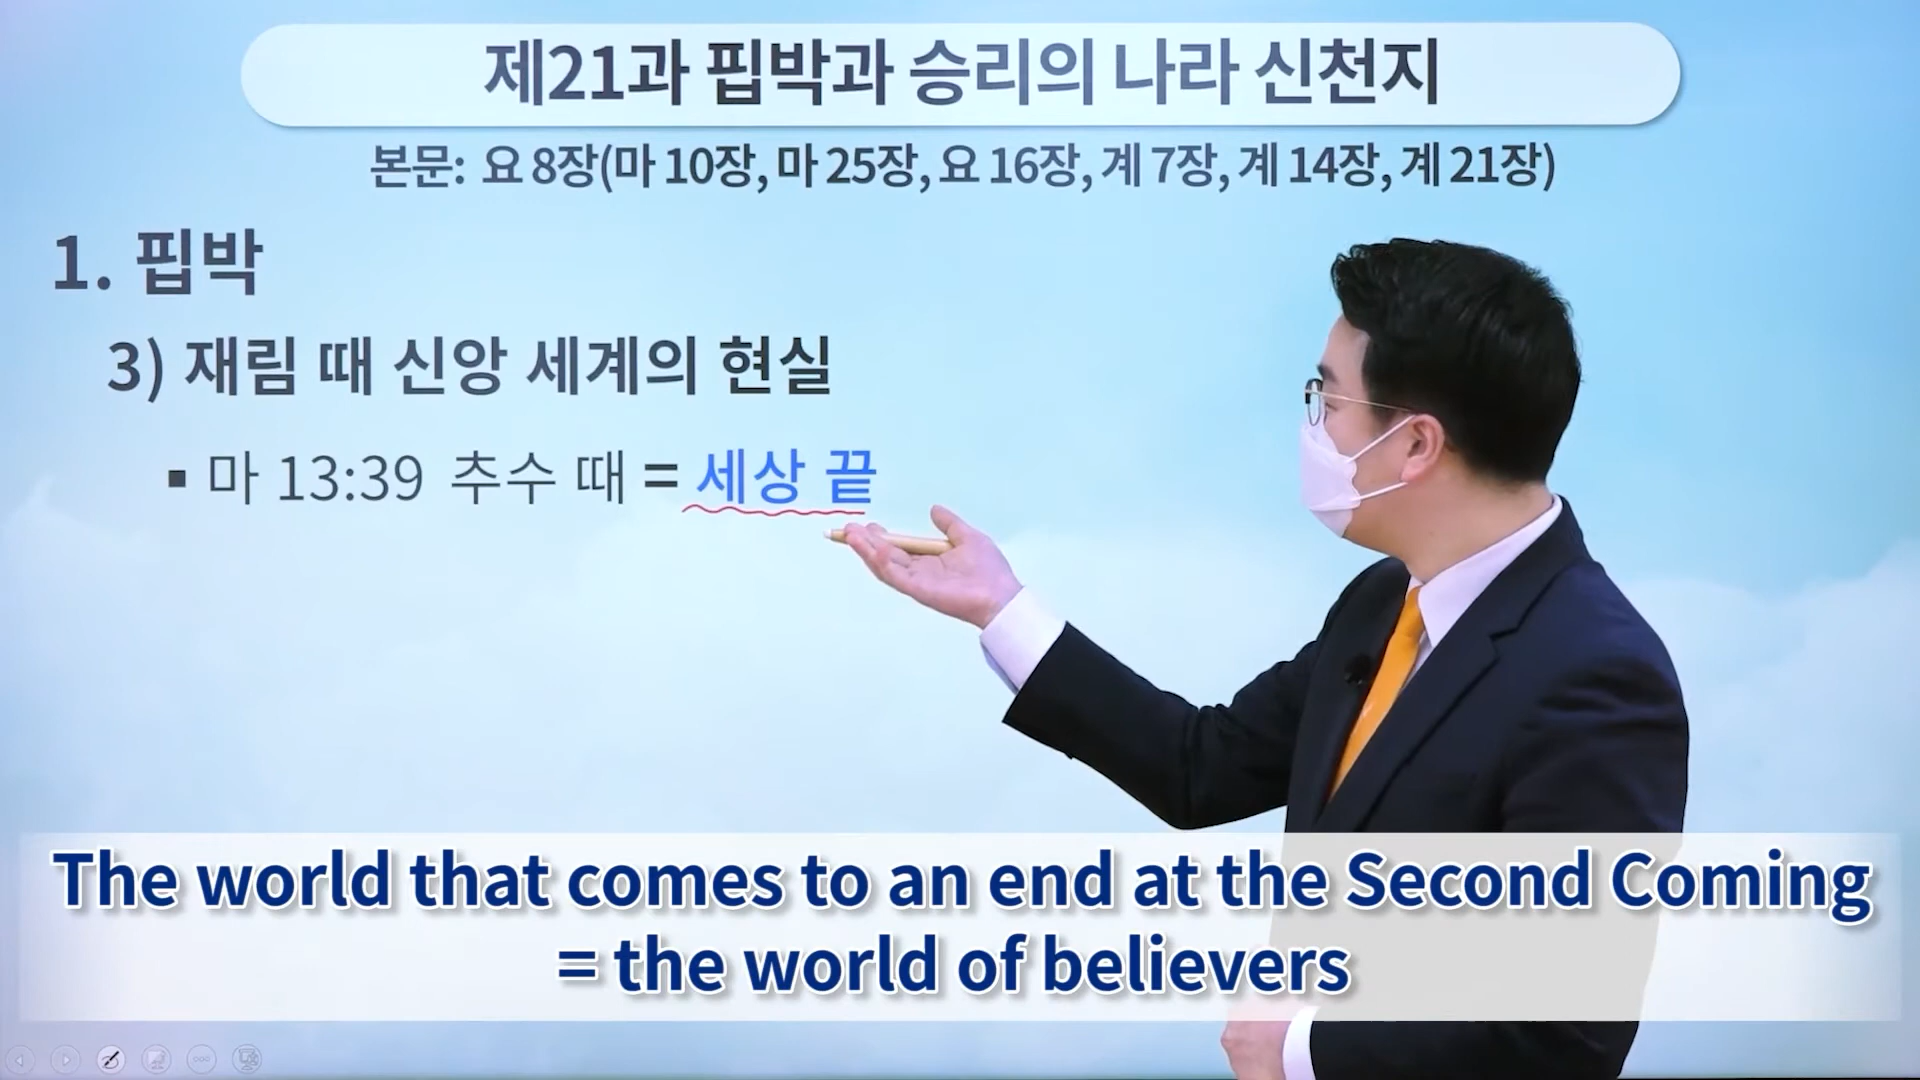 제21과 핍박과 승리의 나라 신천지
본문: 요 8장(마 10장, 마 25장, 요 16장, 계 7장, 계 14장, 계 21장)
1. 핍박
3) 재림 때 신앙 세계의 현실
▪ 마 13:39 추수 때 = 세상 끝
The world that comes to an end at the Second Coming
= the world of believers